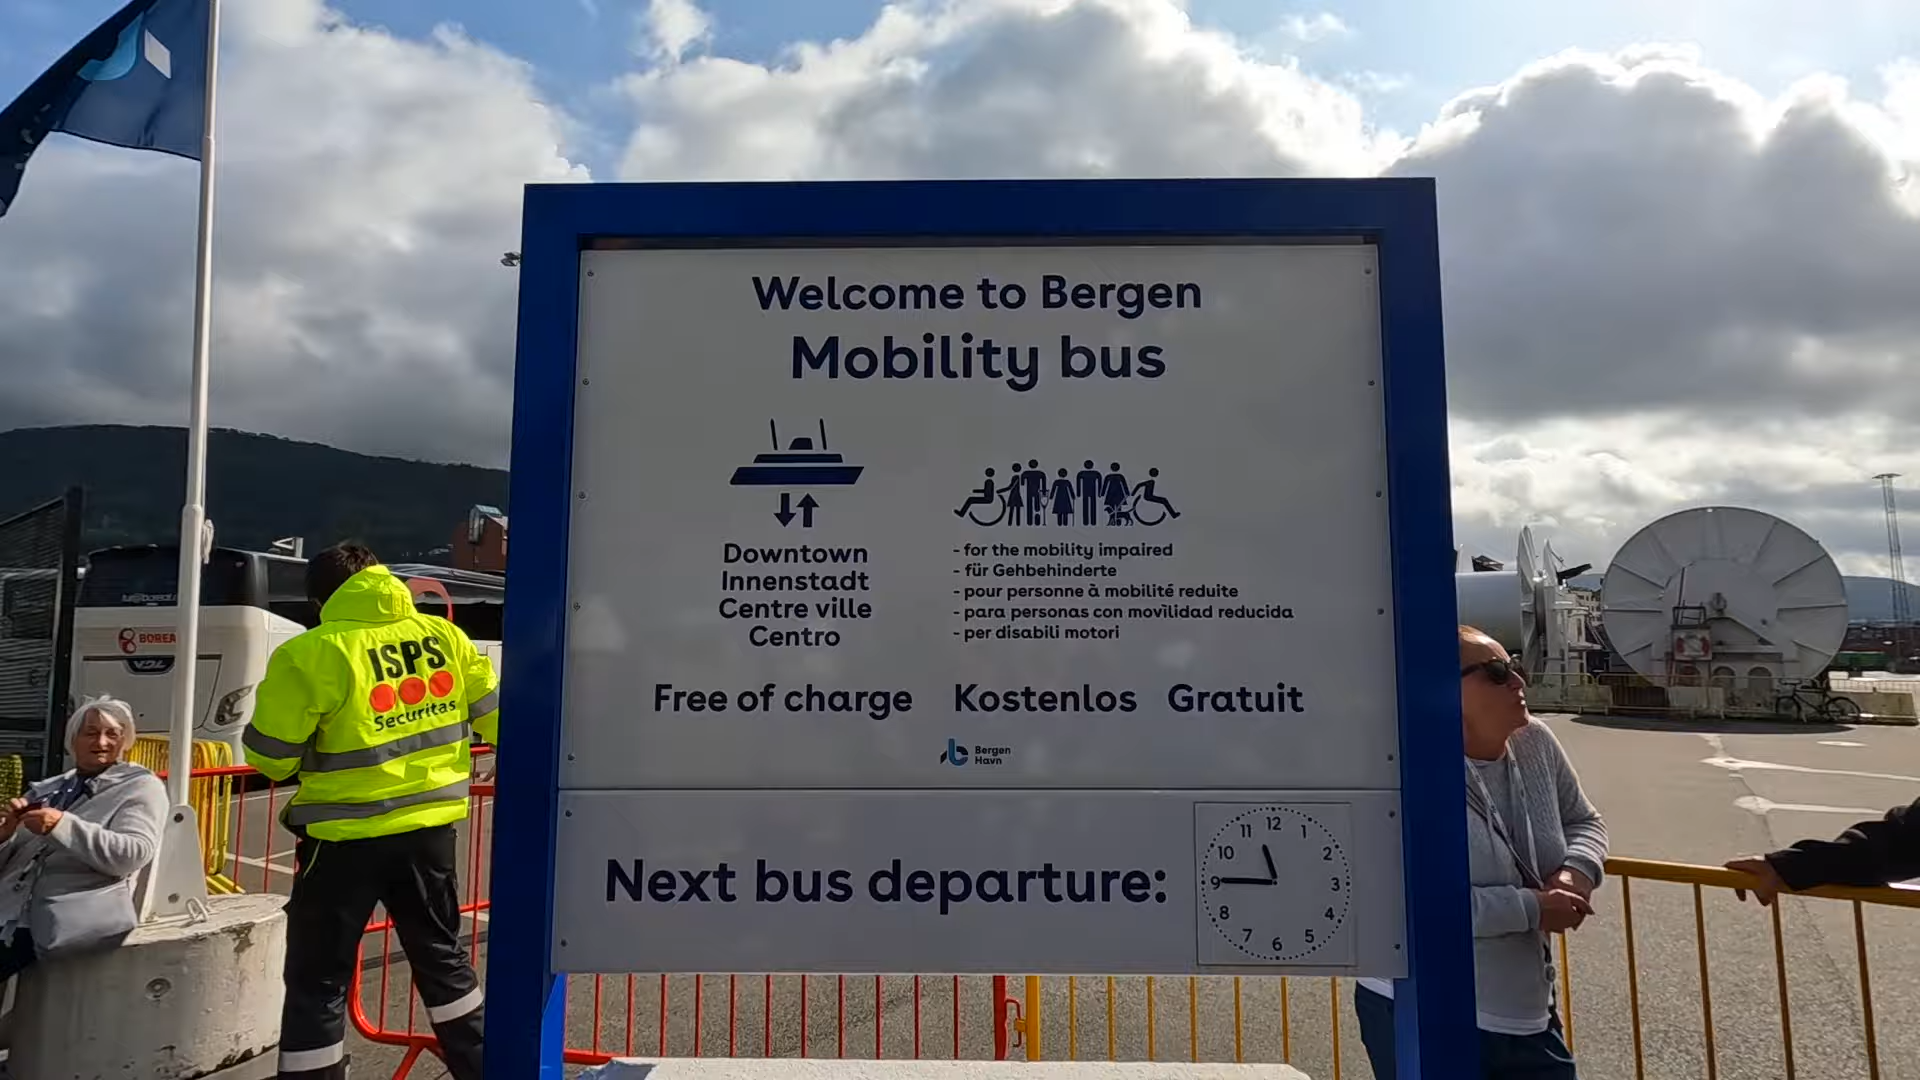 Welcome to Bergen
Mobility bus
Downtown
Innenstadt
Centre ville
Centro
- for the mobility impaired
- für Gehbehinderte
- pour personne à mobilité reduite
- para personas con movìlidad reducida
- per disabili motori
Free of charge Kostenlos Gratuit
Bergen
Havn
Next bus departure:
12
1
2
3
4
5
6
7
8
9
10
11
ISPS
Securitas
BOREA
VDL